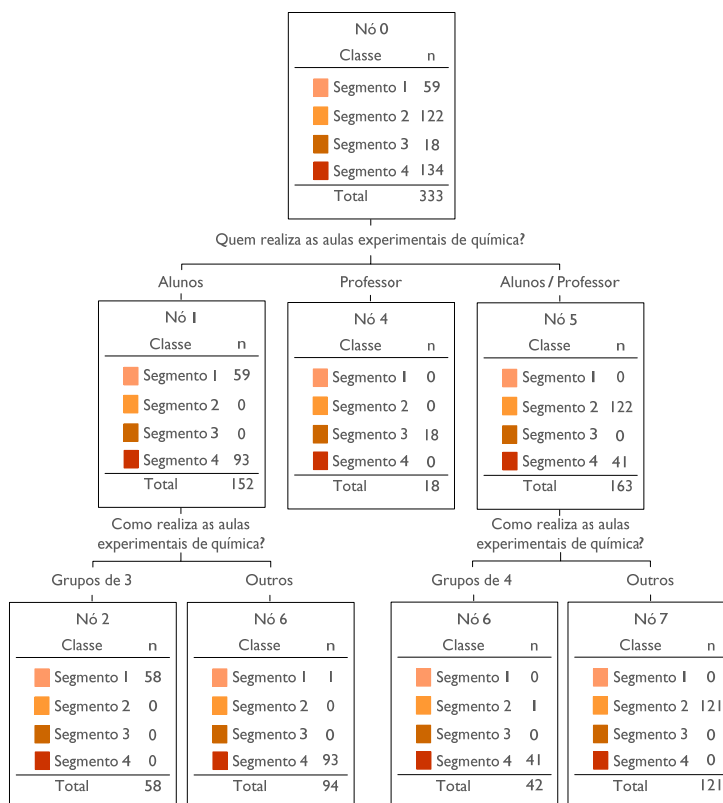 Nó 0
Classe n
Segmento 1 59
Segmento 2 122
Segmento 3 18
Segmento 4 134
Total 333
Quem realiza as aulas experimentais de química?
Alunos
Professor
Alunos / Professor
Nó 1
Classe n
Segmento 1 59
Segmento 2 0
Segmento 3 0
Segmento 4 93
Total 152
Nó 4
Classe n
Segmento 1 0
Segmento 2 0
Segmento 3 18
Segmento 4 0
Total 18
Nó 5
Classe n
Segmento 1 0
Segmento 2 122
Segmento 3 0
Segmento 4 41
Total 163
Como realiza as aulas
experimentais de química?
Como realiza as aulas
experimentais de química?
Grupos de 3
Outros
Grupos de 4
Outros
Nó 2
Classe n
Segmento 1 58
Segmento 2 0
Segmento 3 0
Segmento 4 0
Total 58
Nó 6
Classe n
Segmento 1 1
Segmento 2 0
Segmento 3 0
Segmento 4 93
Total 94
Nó 6
Classe n
Segmento 1 0
Segmento 2 1
Segmento 3 0
Segmento 4 41
Total 42
Nó 7
Classe n
Segmento 1 0
Segmento 2 121
Segmento 3 0
Segmento 4 0
Total 121